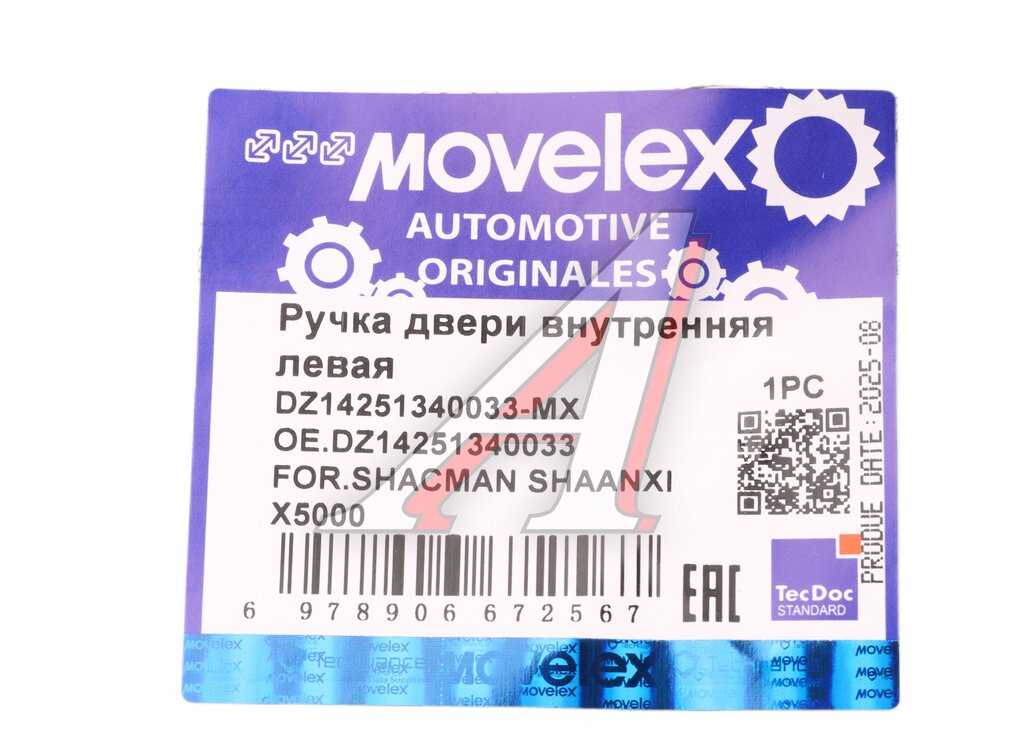 MOVELEX
AUTOMOTIVE
ORIGINALES
Ручка двери внутренняя
левая
DZ14251340033-MX
OE.DZ14251340033
FOR.SHACMAN SHAANXI
X5000
1PC
PRODUE DATE:2025-08
6 978906 672567
EAC
TecDoc
STANDARD
MOVELEX